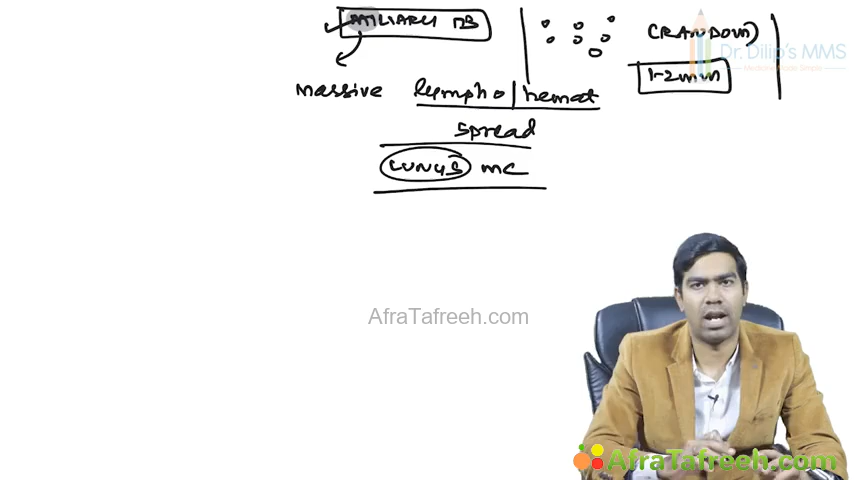 MILIARY TB
(RANDOM)
Dr. Dilip's MMS
1-2mm
massive lympho | hemat
spread
LUNGS mc
AfraTafreeh.com
AfraTafreeh.com